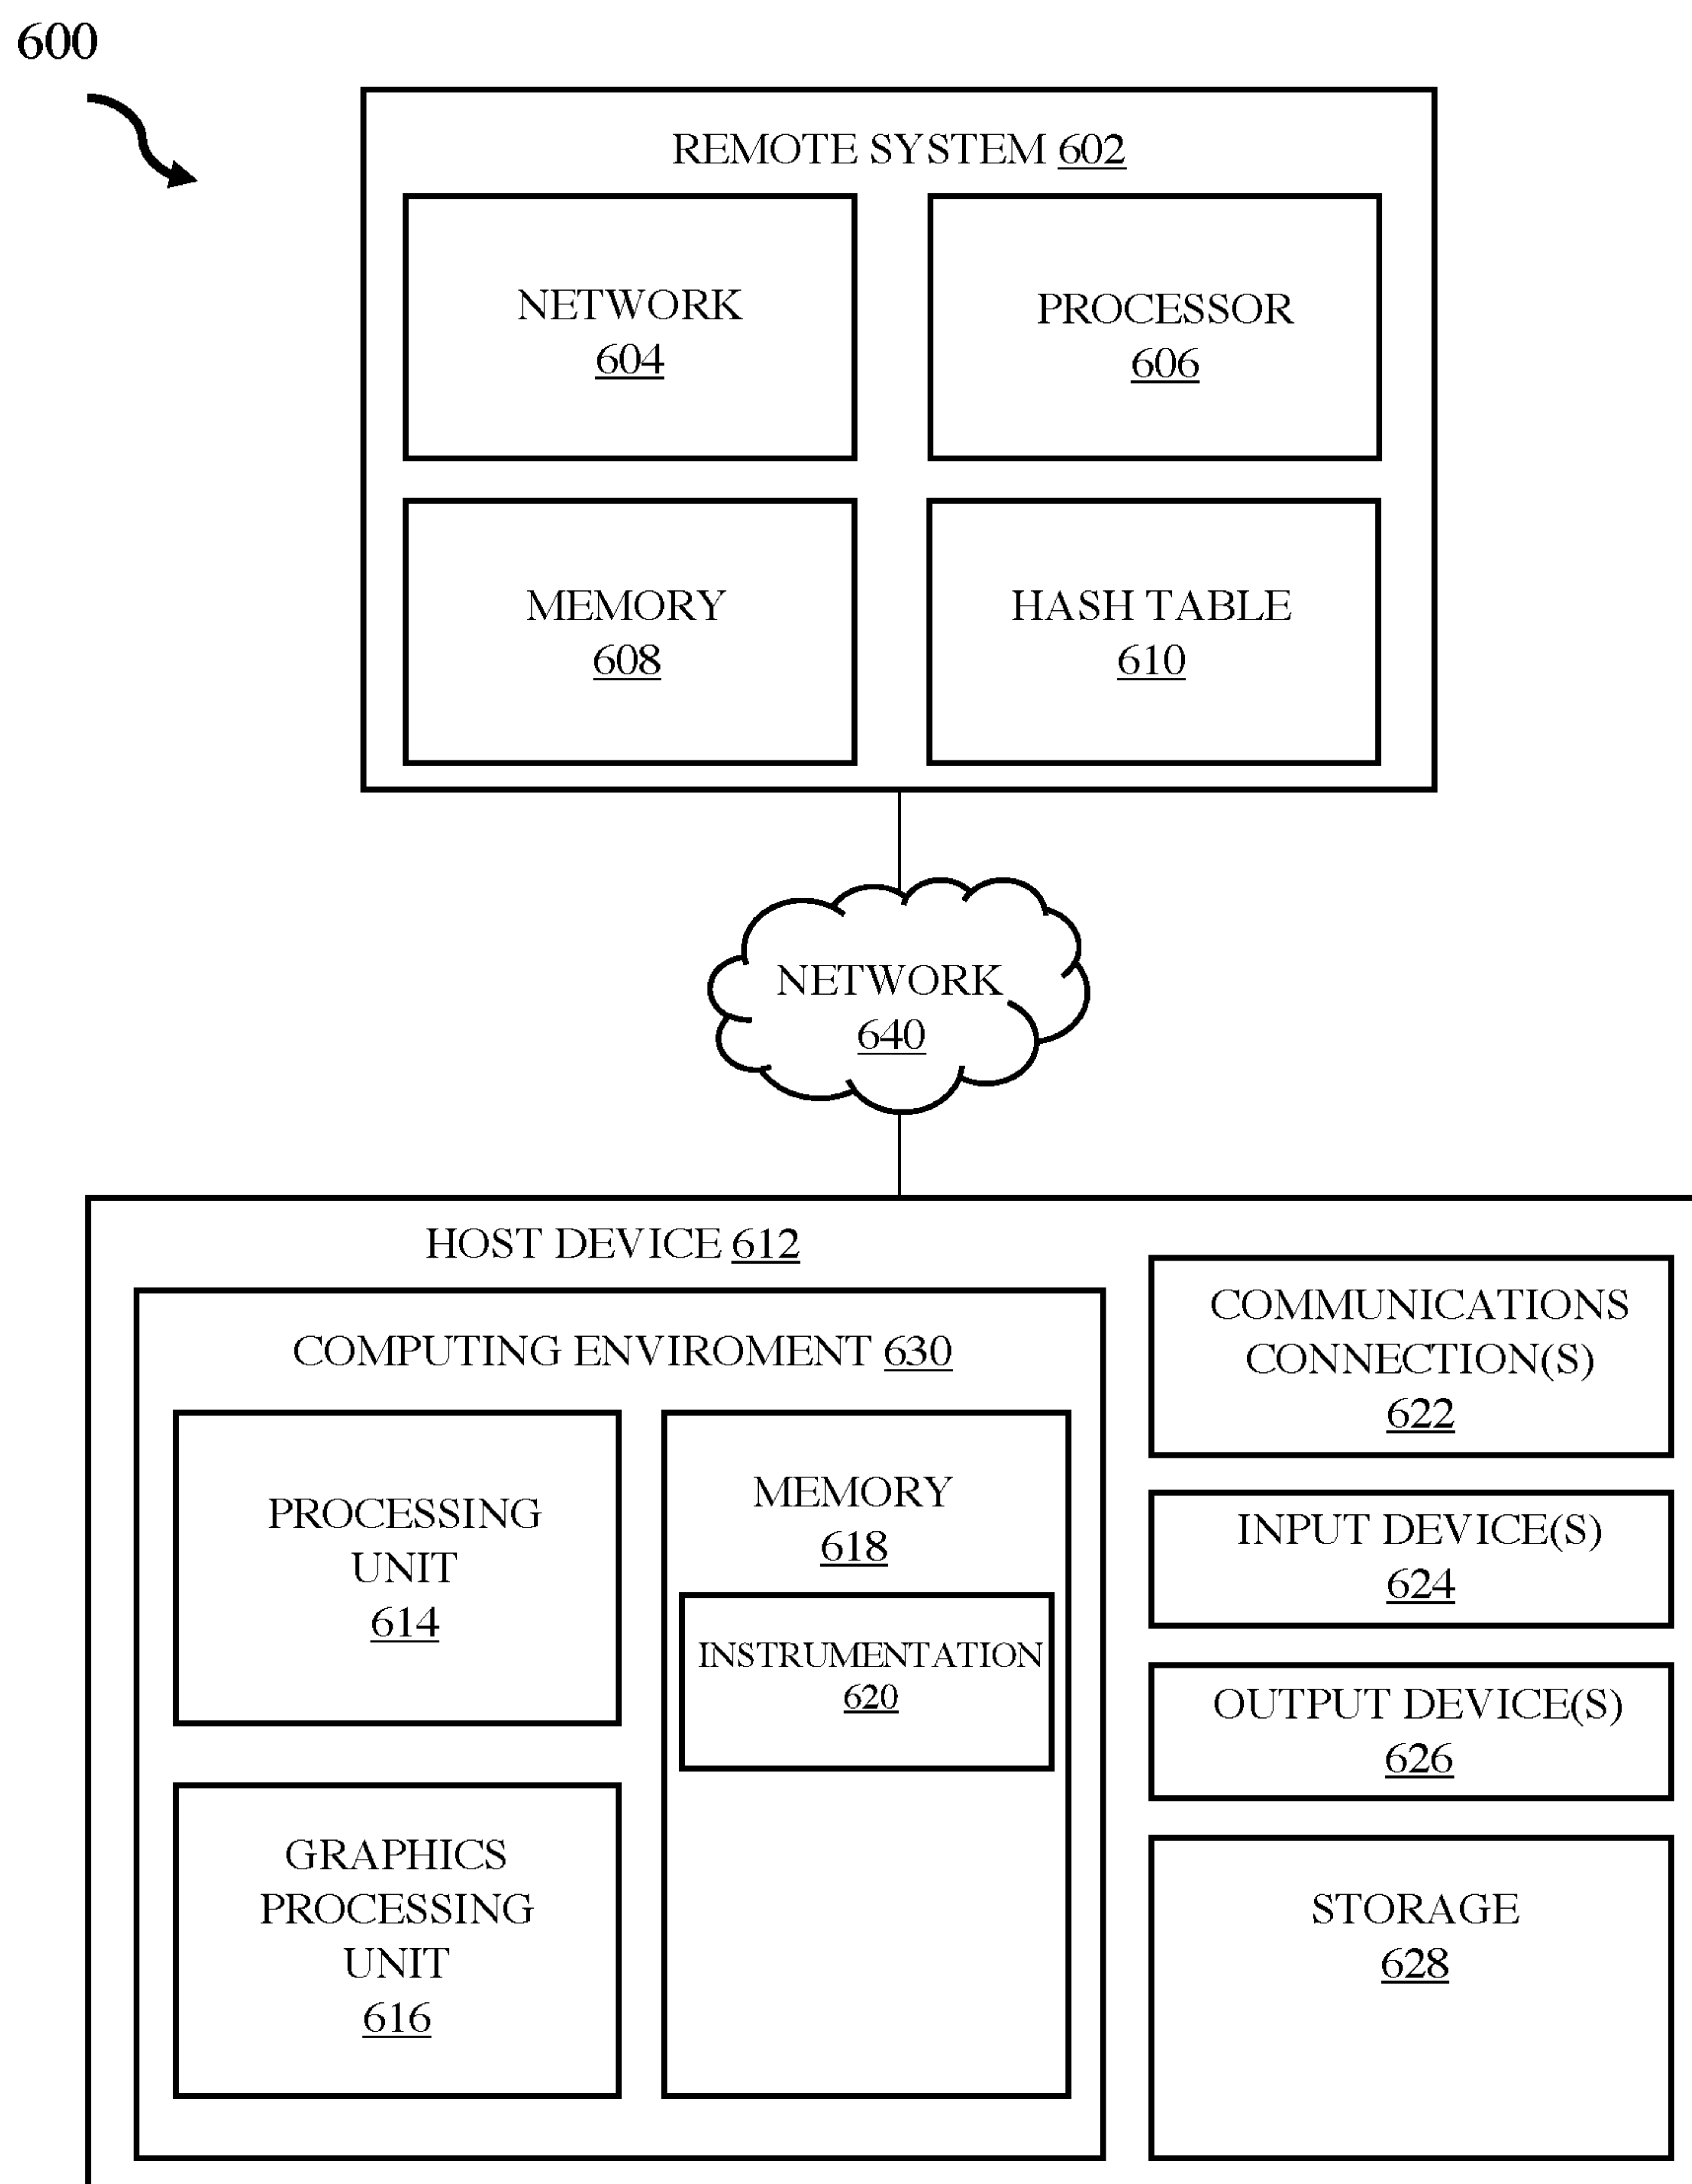 600
REMOTE SYSTEM 602
NETWORK
604
PROCESSOR
606
MEMORY
608
HASH TABLE
610
NETWORK
640
HOST DEVICE 612
COMPUTING ENVIROMENT 630
PROCESSING
UNIT
614
GRAPHICS
PROCESSING
UNIT
616
MEMORY
618
INSTRUMENTATION
620
COMMUNICATIONS
CONNECTION(S)
622
INPUT DEVICE(S)
624
OUTPUT DEVICE(S)
626
STORAGE
628